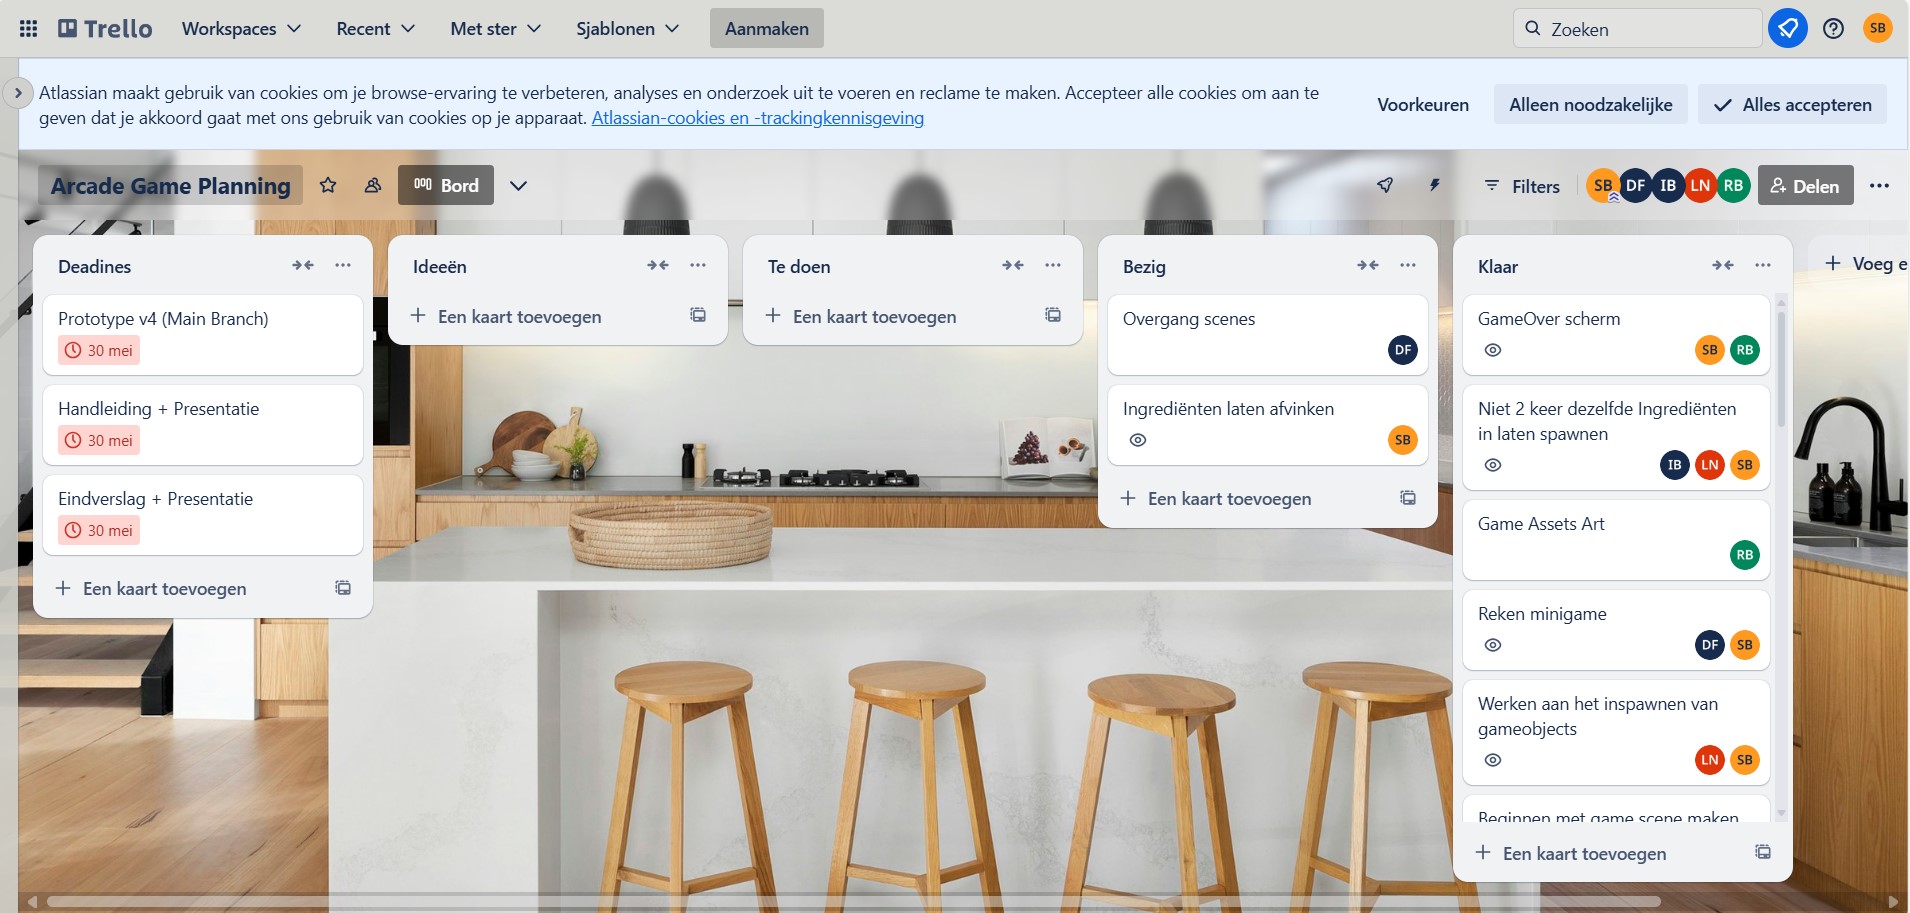 Trello
Workspaces
Recent
Met ster
Sjablonen
Aanmaken
Zoeken
SB
Atlassian maakt gebruik van cookies om je browse-ervaring te verbeteren, analyses en onderzoek uit te voeren en reclame te maken. Accepteer alle cookies om aan te
geven dat je akkoord gaat met ons gebruik van cookies op je apparaat. Atlassian-cookies en -trackingkennisgeving
Voorkeuren
Alleen noodzakelijke
Alles accepteren
Arcade Game Planning
Bord
Filters
SB
DF
IB
LN
RB
Delen
Deadines
Prototype v4 (Main Branch)
30 mei
Handleiding + Presentatie
30 mei
Eindverslag + Presentatie
30 mei
Een kaart toevoegen
Ideeën
Een kaart toevoegen
Te doen
Een kaart toevoegen
Bezig
Overgang scenes
DF
Ingrediënten laten afvinken
SB
Een kaart toevoegen
Klaar
GameOver scherm
SB
RB
Niet 2 keer dezelfde Ingrediënten
in laten spawnen
IB
LN
SB
Game Assets Art
RB
Reken minigame
DF
SB
Werken aan het inspawnen van
gameobjects
LN
SB
Beginnen met game scene maken
Een kaart toevoegen
Voeg e